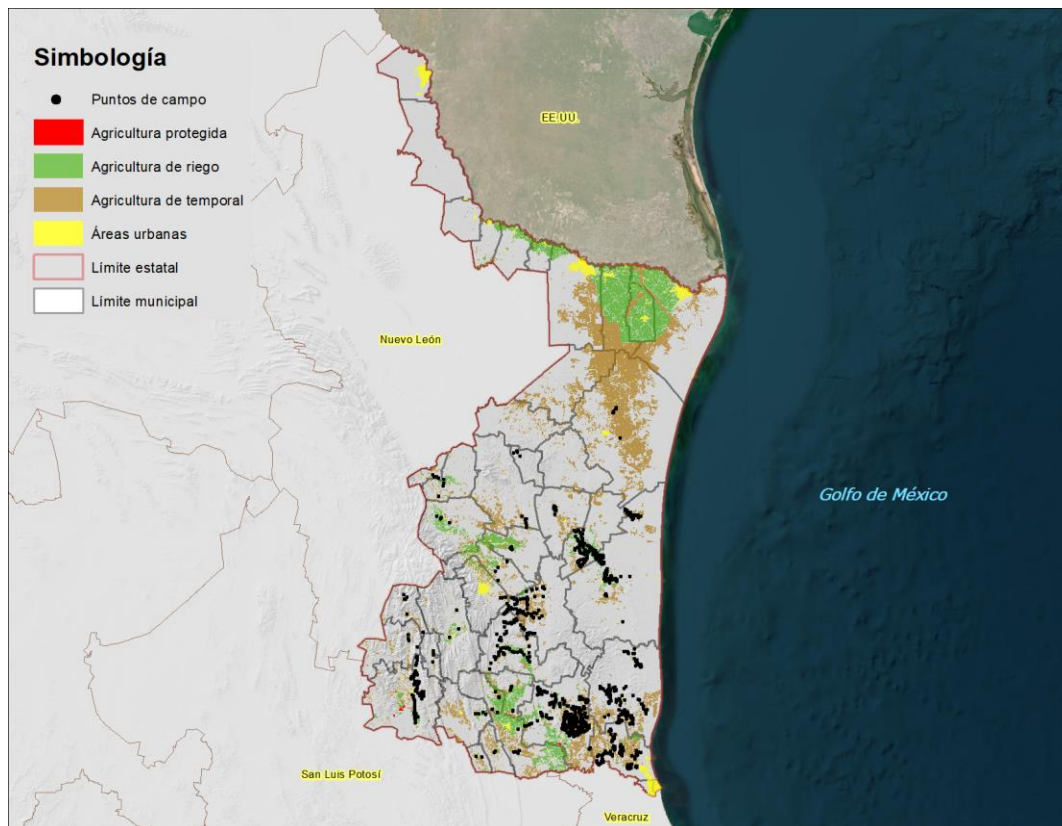 Simbología
Puntos de campo
Agricultura protegida
Agricultura de riego
Agricultura de temporal
Áreas urbanas
Límite estatal
Límite municipal
EE.UU.
Nuevo León
Golfo de México
San Luis Potosí
Veracruz